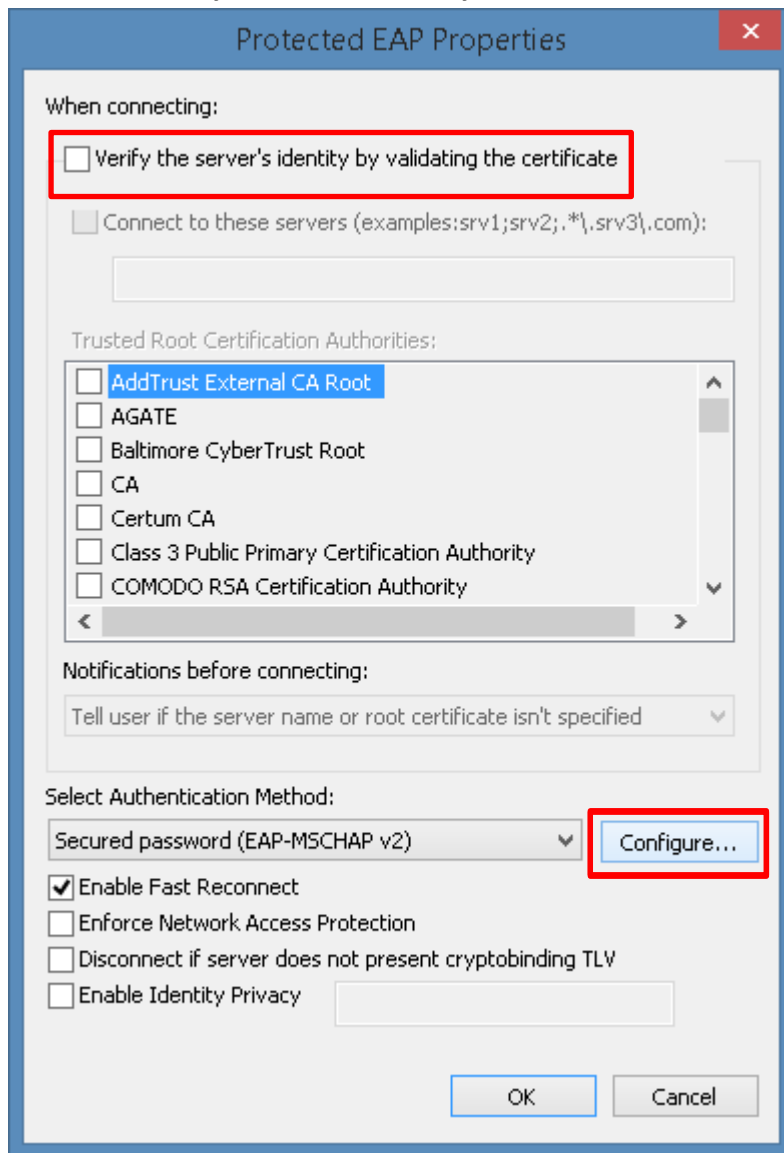 Protected EAP Properties
When connecting:
Verify the server's identity by validating the certificate
Connect to these servers (examples:srv1;srv2;.*\.srv3\.com):
Trusted Root Certification Authorities:
AddTrust External CA Root
AGATE
Baltimore CyberTrust Root
CA
Certum CA
Class 3 Public Primary Certification Authority
COMODO RSA Certification Authority
Notifications before connecting:
Tell user if the server name or root certificate isn't specified
Select Authentication Method:
Secured password (EAP-MSCHAP v2) Configure...
Enable Fast Reconnect
Enforce Network Access Protection
Disconnect if server does not present cryptobinding TLV
Enable Identity Privacy
OK Cancel